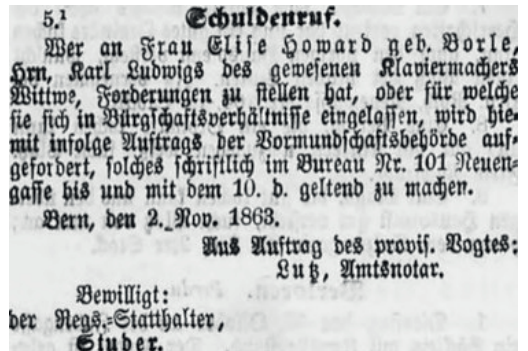 5.¹ Schuldenruf.
Wer an Frau Elise Howard geb. Borle,
Hrn. Karl Ludwigs des gewesenen Klaviermachers
Wittwe, Forderungen zu stellen hat, oder für welche
sie sich in Bürgschaftsverhältnisse eingelassen, wird hie-
mit infolge Auftrags der Vormundschaftsbehörde auf-
gefordert, solches schriftlich im Bureau Nr. 101 Neuen-
gasse bis und mit dem 10. d. geltend zu machen.
Bern, den 2. Nov. 1863.
Aus Auftrag des provis. Vogtes:
Lutz, Amtsnotar.
Bewilligt:
der Regs.-Statthalter,
Studer.